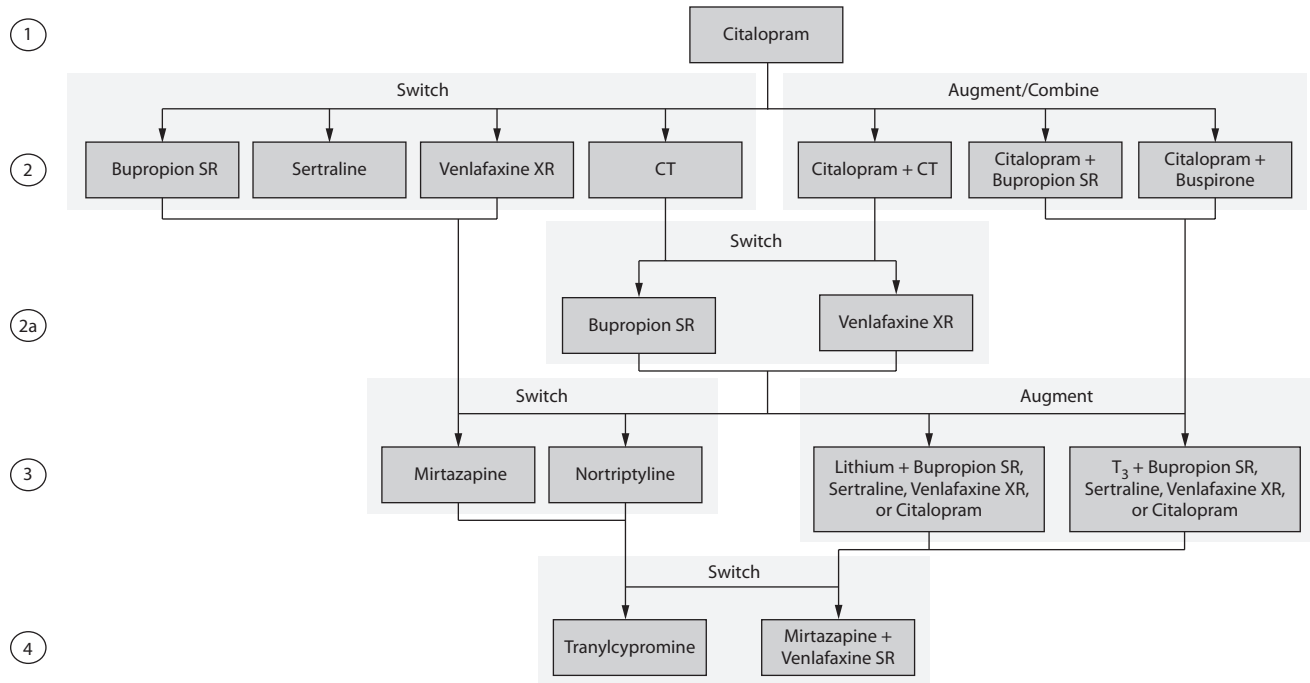 1
Citalopram
Switch
Augment/Combine
2
Bupropion SR
Sertraline
Venlafaxine XR
CT
Citalopram + CT
Citalopram +
Bupropion SR
Citalopram +
Buspirone
Switch
2a
Bupropion SR
Venlafaxine XR
Switch
Augment
3
Mirtazapine
Nortriptyline
Lithium + Bupropion SR,
Sertraline, Venlafaxine XR,
or Citalopram
T₃ + Bupropion SR,
Sertraline, Venlafaxine XR,
or Citalopram
Switch
4
Tranylcypromine
Mirtazapine +
Venlafaxine SR